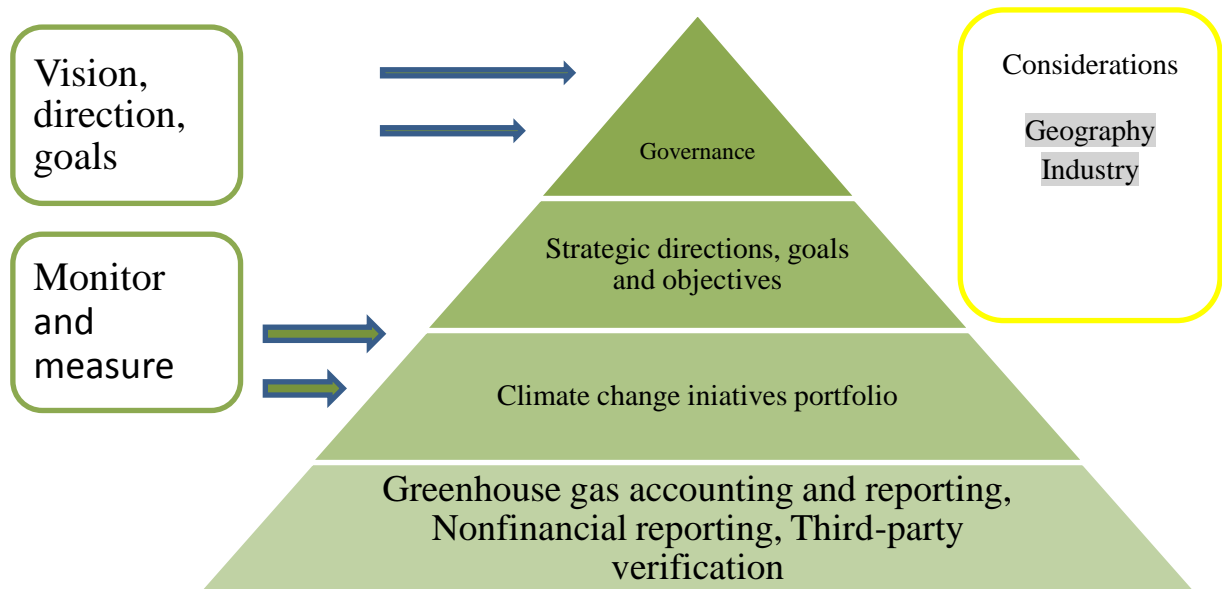 Vision,
direction,
goals
Monitor
and
measure
Governance
Strategic directions, goals
and objectives
Climate change iniatives portfolio
Greenhouse gas accounting and reporting,
Nonfinancial reporting, Third-party
verification
Considerations
Geography
Industry